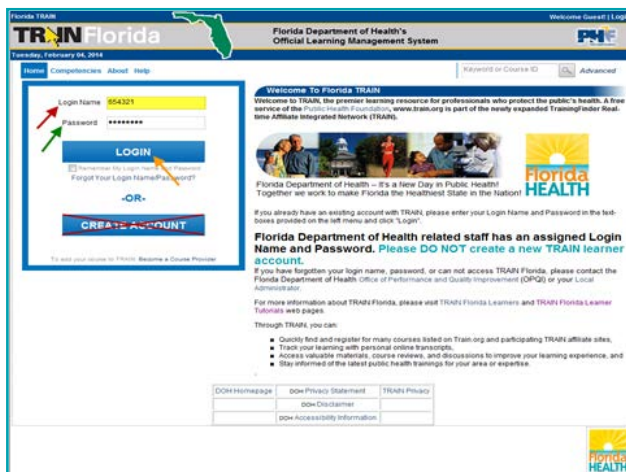 Florida TRAIN
Welcome Guest! | Logi
TRAIN Florida
Florida Department of Health's
Official Learning Management System
PHF
Tuesday, February 04, 2014
Home Competencies About Help
Keyword or Course ID
Advanced
Login Name
654321
Password
••••••••
LOGIN
Remember My Login Name and Password
Forgot Your Login Name/Password?
-OR-
CREATE ACCOUNT
To add your course to TRAIN: Become a Course Provider
Welcome To Florida TRAIN
Welcome to TRAIN, the premier learning resource for professionals who protect the public's health. A free
service of the Public Health Foundation, www.train.org is part of the newly expanded TrainingFinder Real-
time Affiliate Integrated Network (TRAIN).
Florida
HEALTH
Florida Department of Health – It's a New Day in Public Health!
Together we work to make Florida the Healthiest State in the Nation!
If you already have an existing account with TRAIN, please enter your Login Name and Password in the text-
boxes provided on the left menu and click "Login".
Florida Department of Health related staff has an assigned Login
Name and Password. Please DO NOT create a new TRAIN learner
account.
If you have forgotten your login name, password, or can not access TRAIN Florida, please contact the
Florida Department of Health Office of Performance and Quality Improvement (OPQI) or your Local
Administrator.
For more information about TRAIN Florida, please visit TRAIN Florida Learners and TRAIN Florida Learner
Tutorials web pages.
Through TRAIN, you can:
Quickly find and register for many courses listed on Train.org and participating TRAIN affiliate sites,
Track your learning with personal online transcripts,
Access valuable materials, course reviews, and discussions to improve your learning experience, and
Stay informed of the latest public health trainings for your area or expertise.
DOH Homepage
DOH Privacy Statement
TRAIN Privacy
DOH Disclaimer
DOH Accessibility Information
Florida
HEALTH